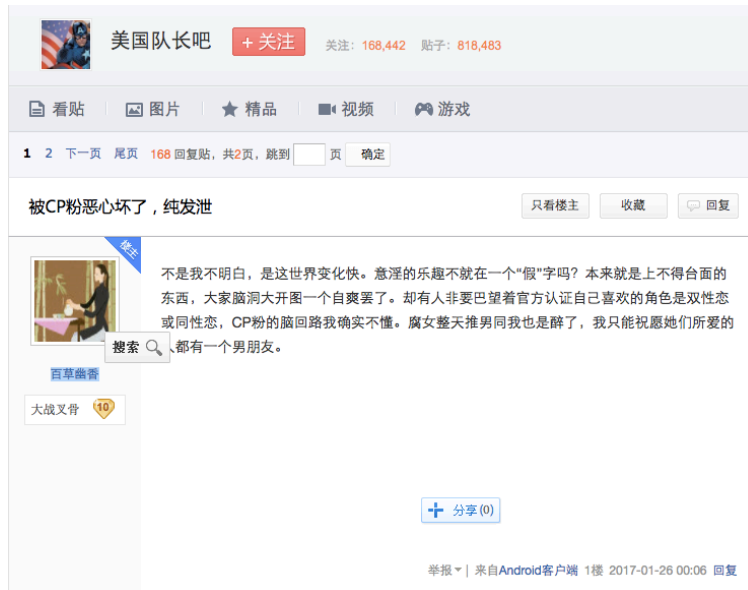 美国队长吧
+ 关注
关注：168,442 贴子：818,483
看贴 图片 精品 视频 游戏
1 2 下一页 尾页 168 回复贴，共2页，跳到 页 确定
被CP粉恶心坏了，纯发泄
只看楼主 收藏 回复
楼主
不是我不明白，是这世界变化快。意淫的乐趣不就在一个"假"字吗？本来就是上不得台面的
东西，大家脑洞大开图一个自爽罢了。却有人非要巴望着官方认证自己喜欢的角色是双性恋
或同性恋，CP粉的脑回路我确实不懂。腐女整天推男同我也是醉了，我只能祝愿她们所爱的
人都有一个男朋友。
搜索
百草幽香
大战叉骨 10
分享(0)
举报 | 来自Android客户端 1楼 2017-01-26 00:06 回复